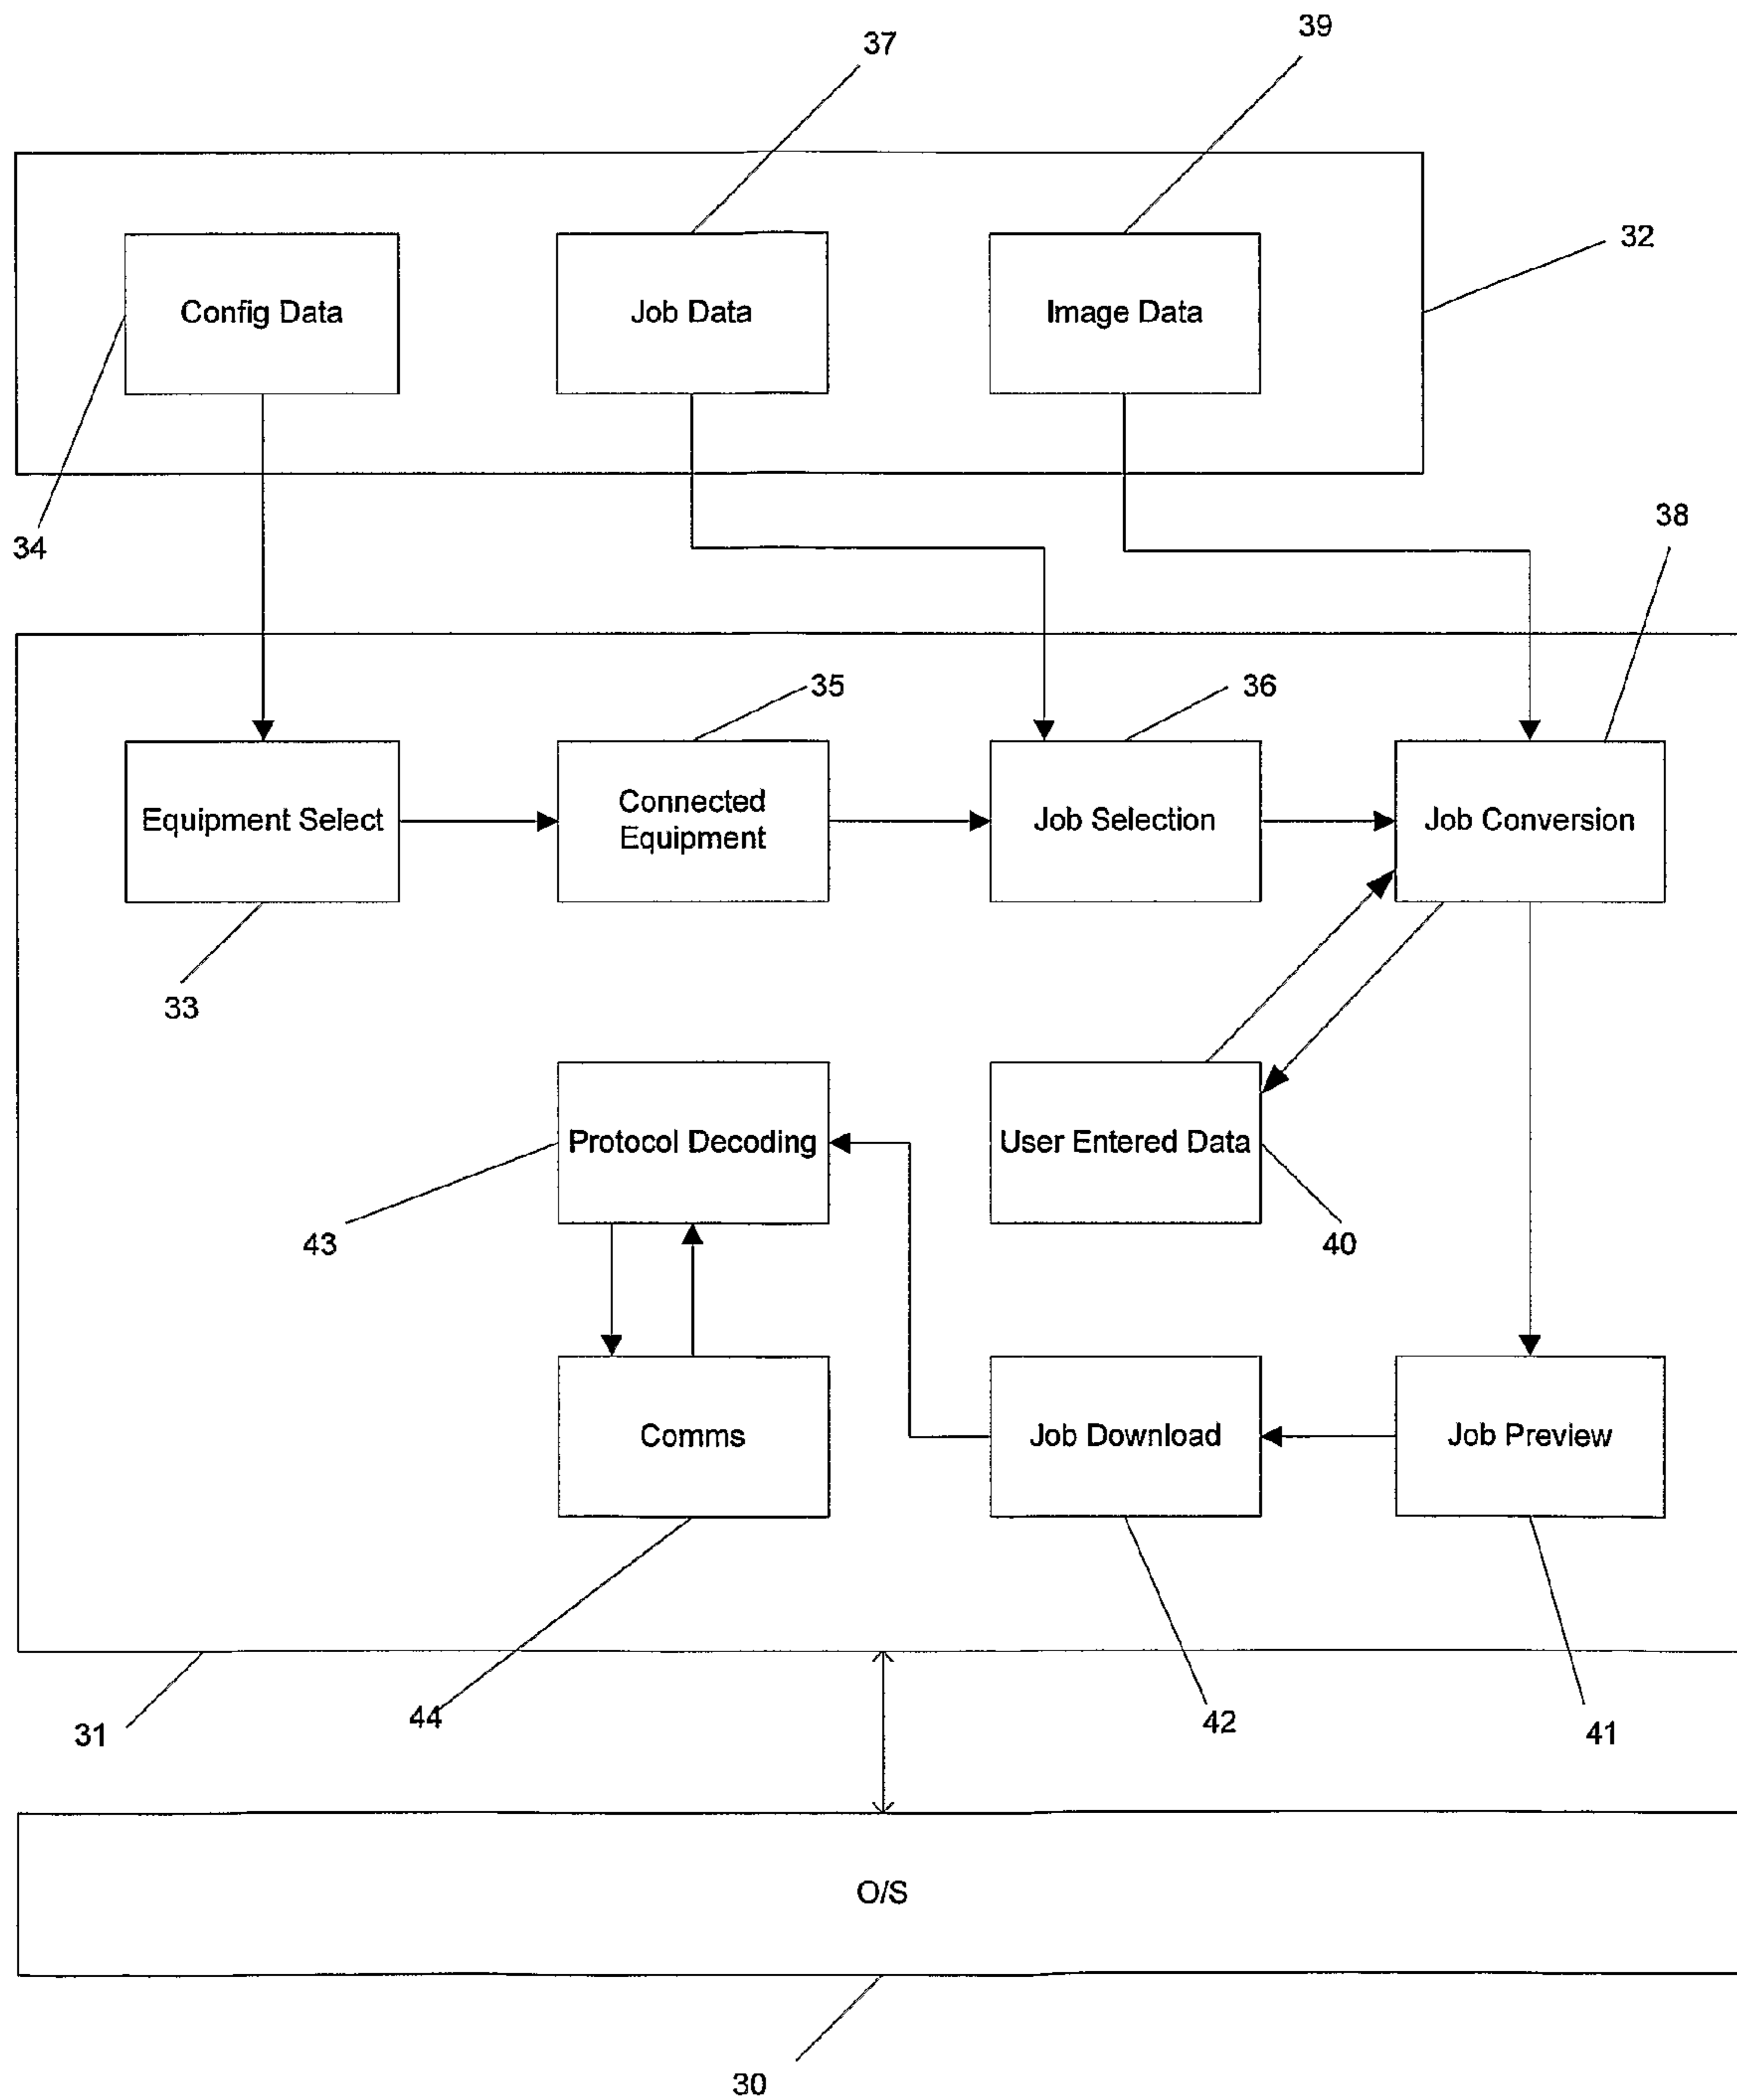 39
37
32
Config Data
Job Data
Image Data
38
34
35
36
Equipment Select
Connected
Equipment
Job Selection
Job Conversion
33
Protocol Decoding
User Entered Data
43
40
Comms
Job Download
Job Preview
31
44
42
41
O/S
30